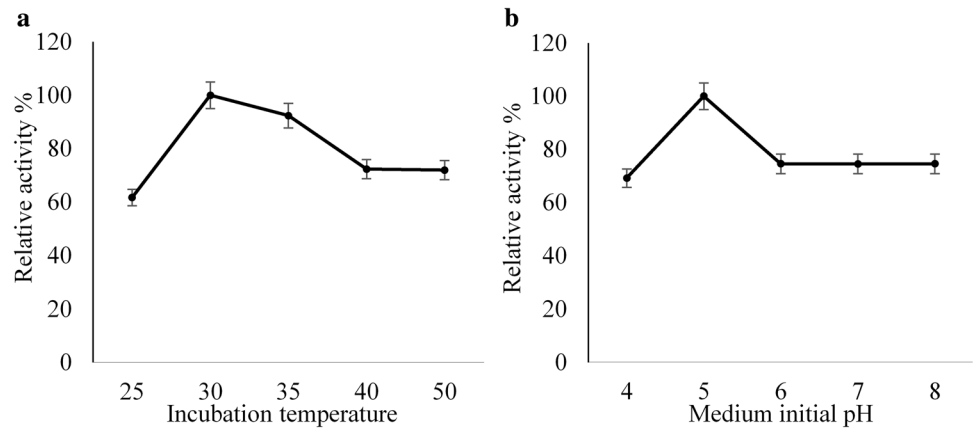 a
120
100
80
60
40
20
0
Relative activity %
25 30 35 40 50
Incubation temperature
b
120
100
80
60
40
20
0
Relative activity %
4 5 6 7 8
Medium initial pH